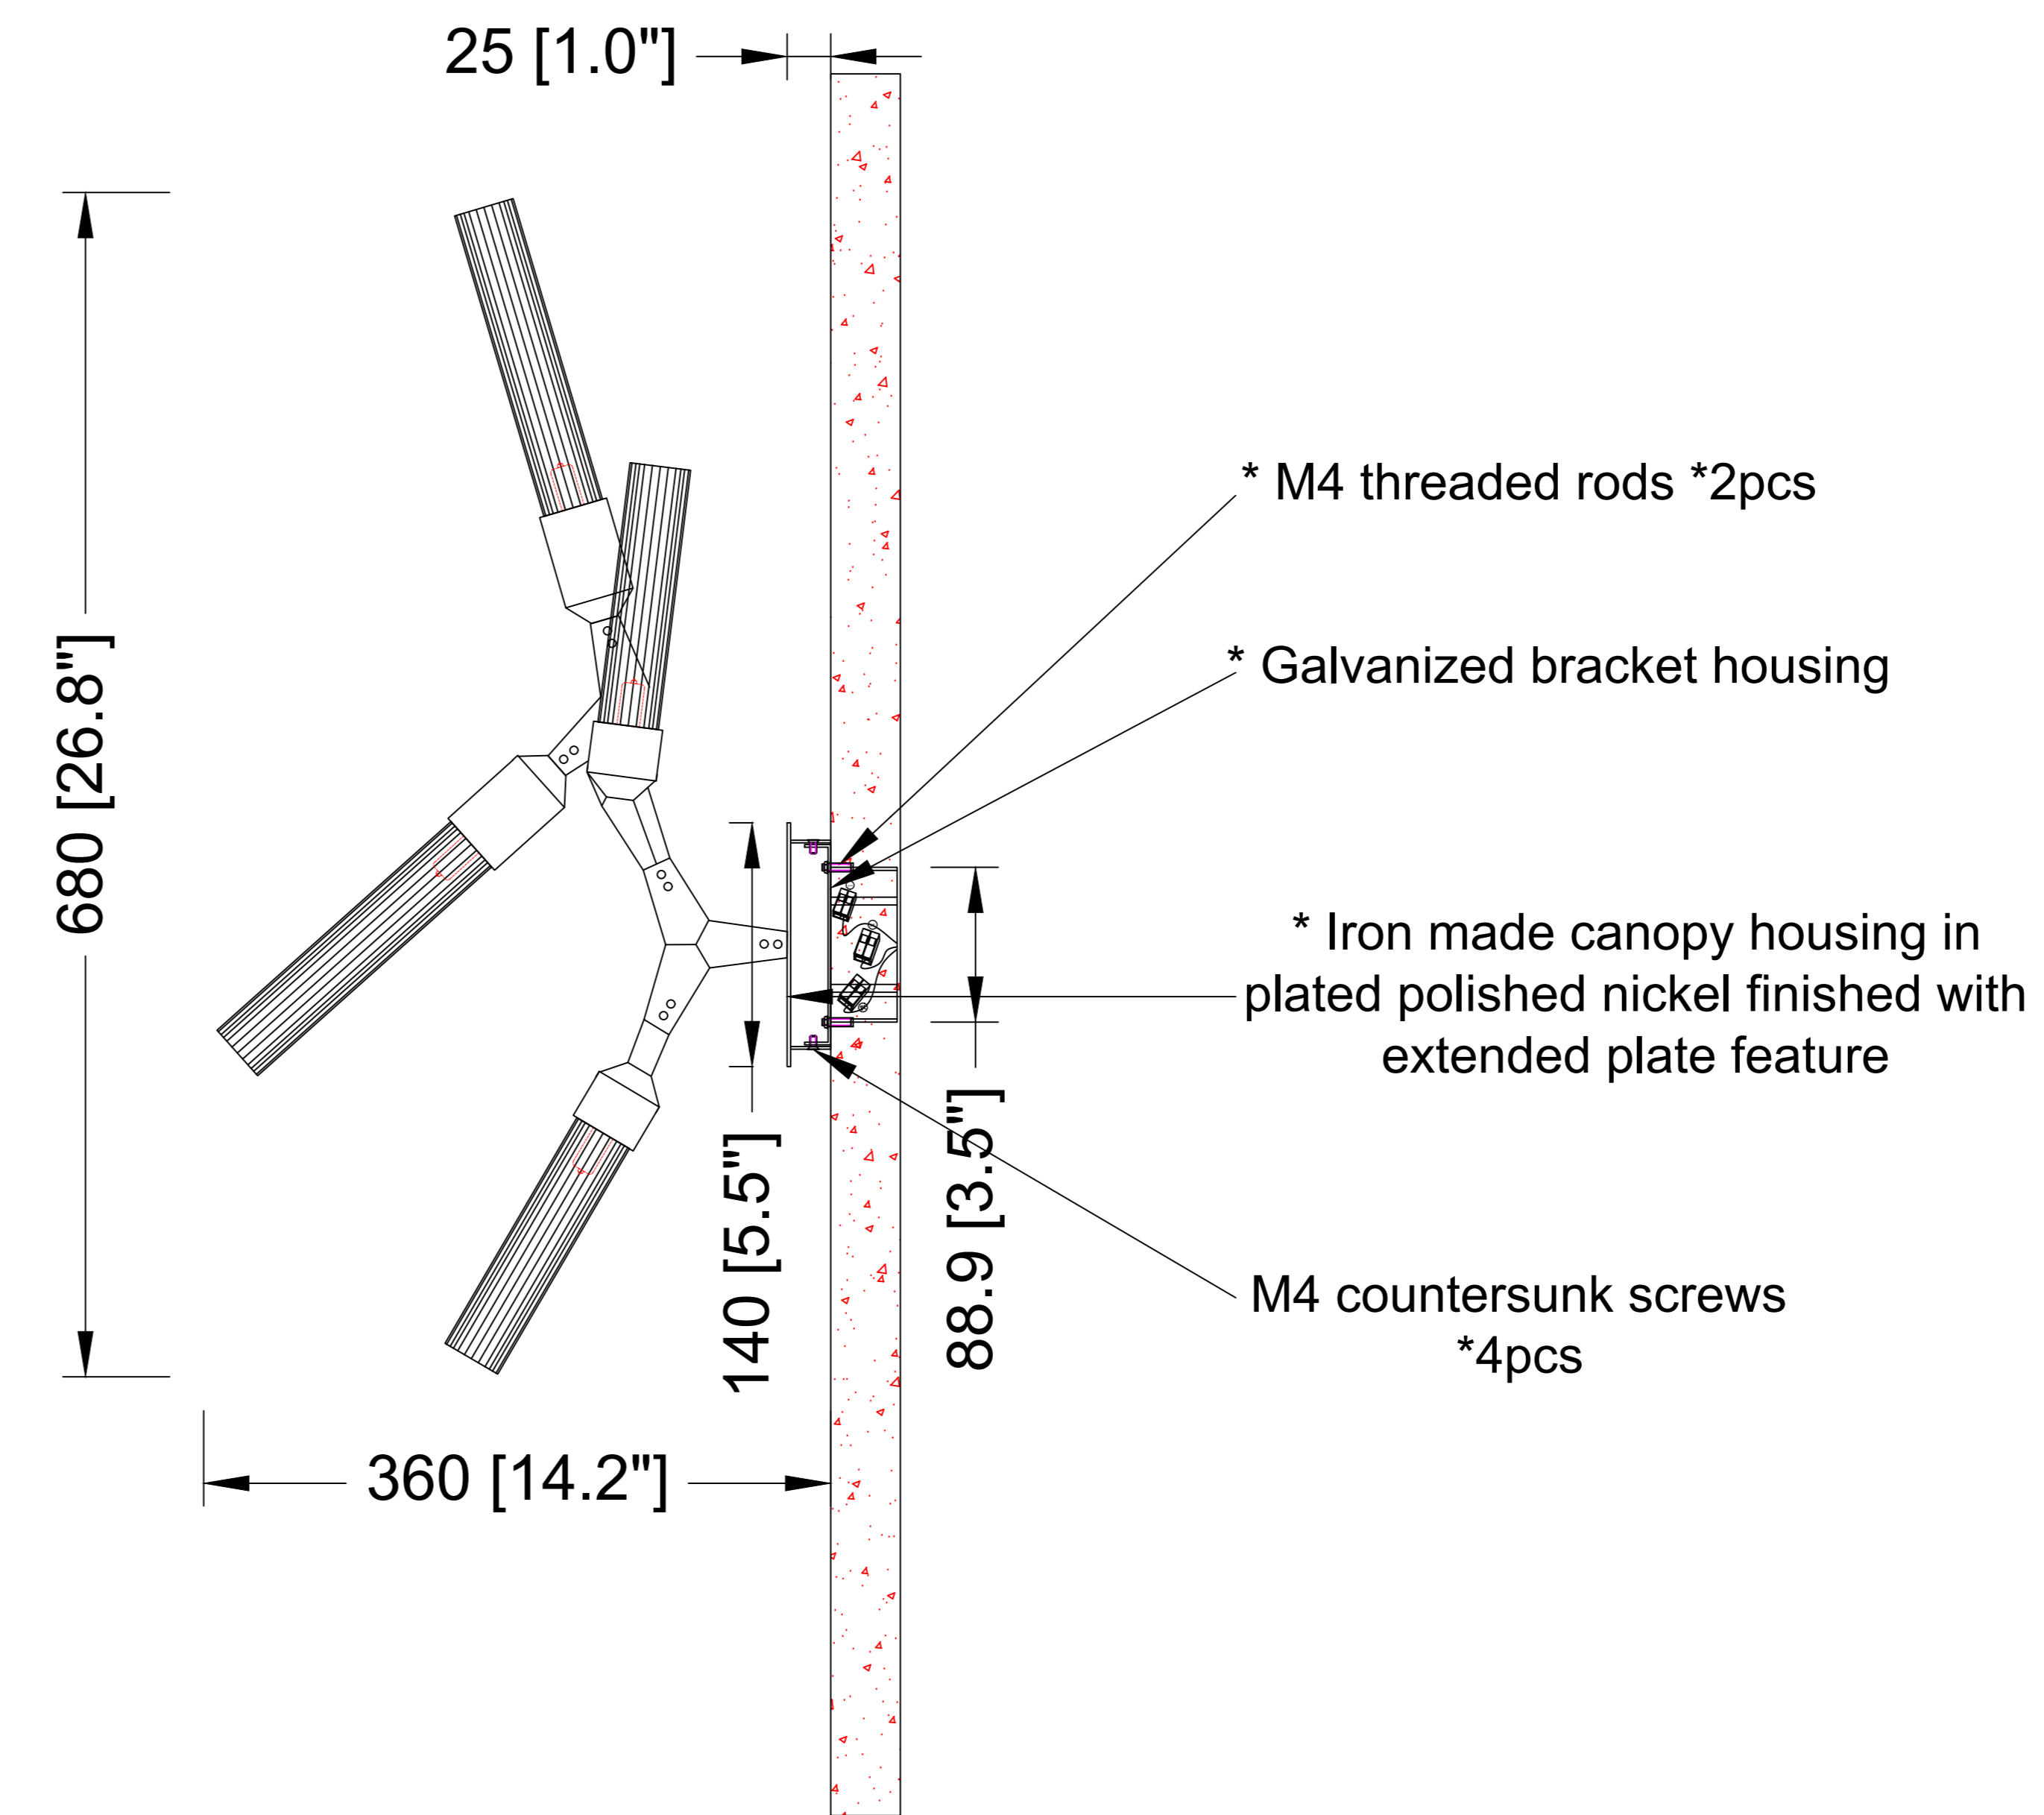 25 [1.0"]
* M4 threaded rods *2pcs
* Galvanized bracket housing
680 [26.8"]
* Iron made canopy housing in
plated polished nickel finished with
extended plate feature
140 [5.5"]
88.9 [3.5"]
M4 countersunk screws
*4pcs
360 [14.2"]